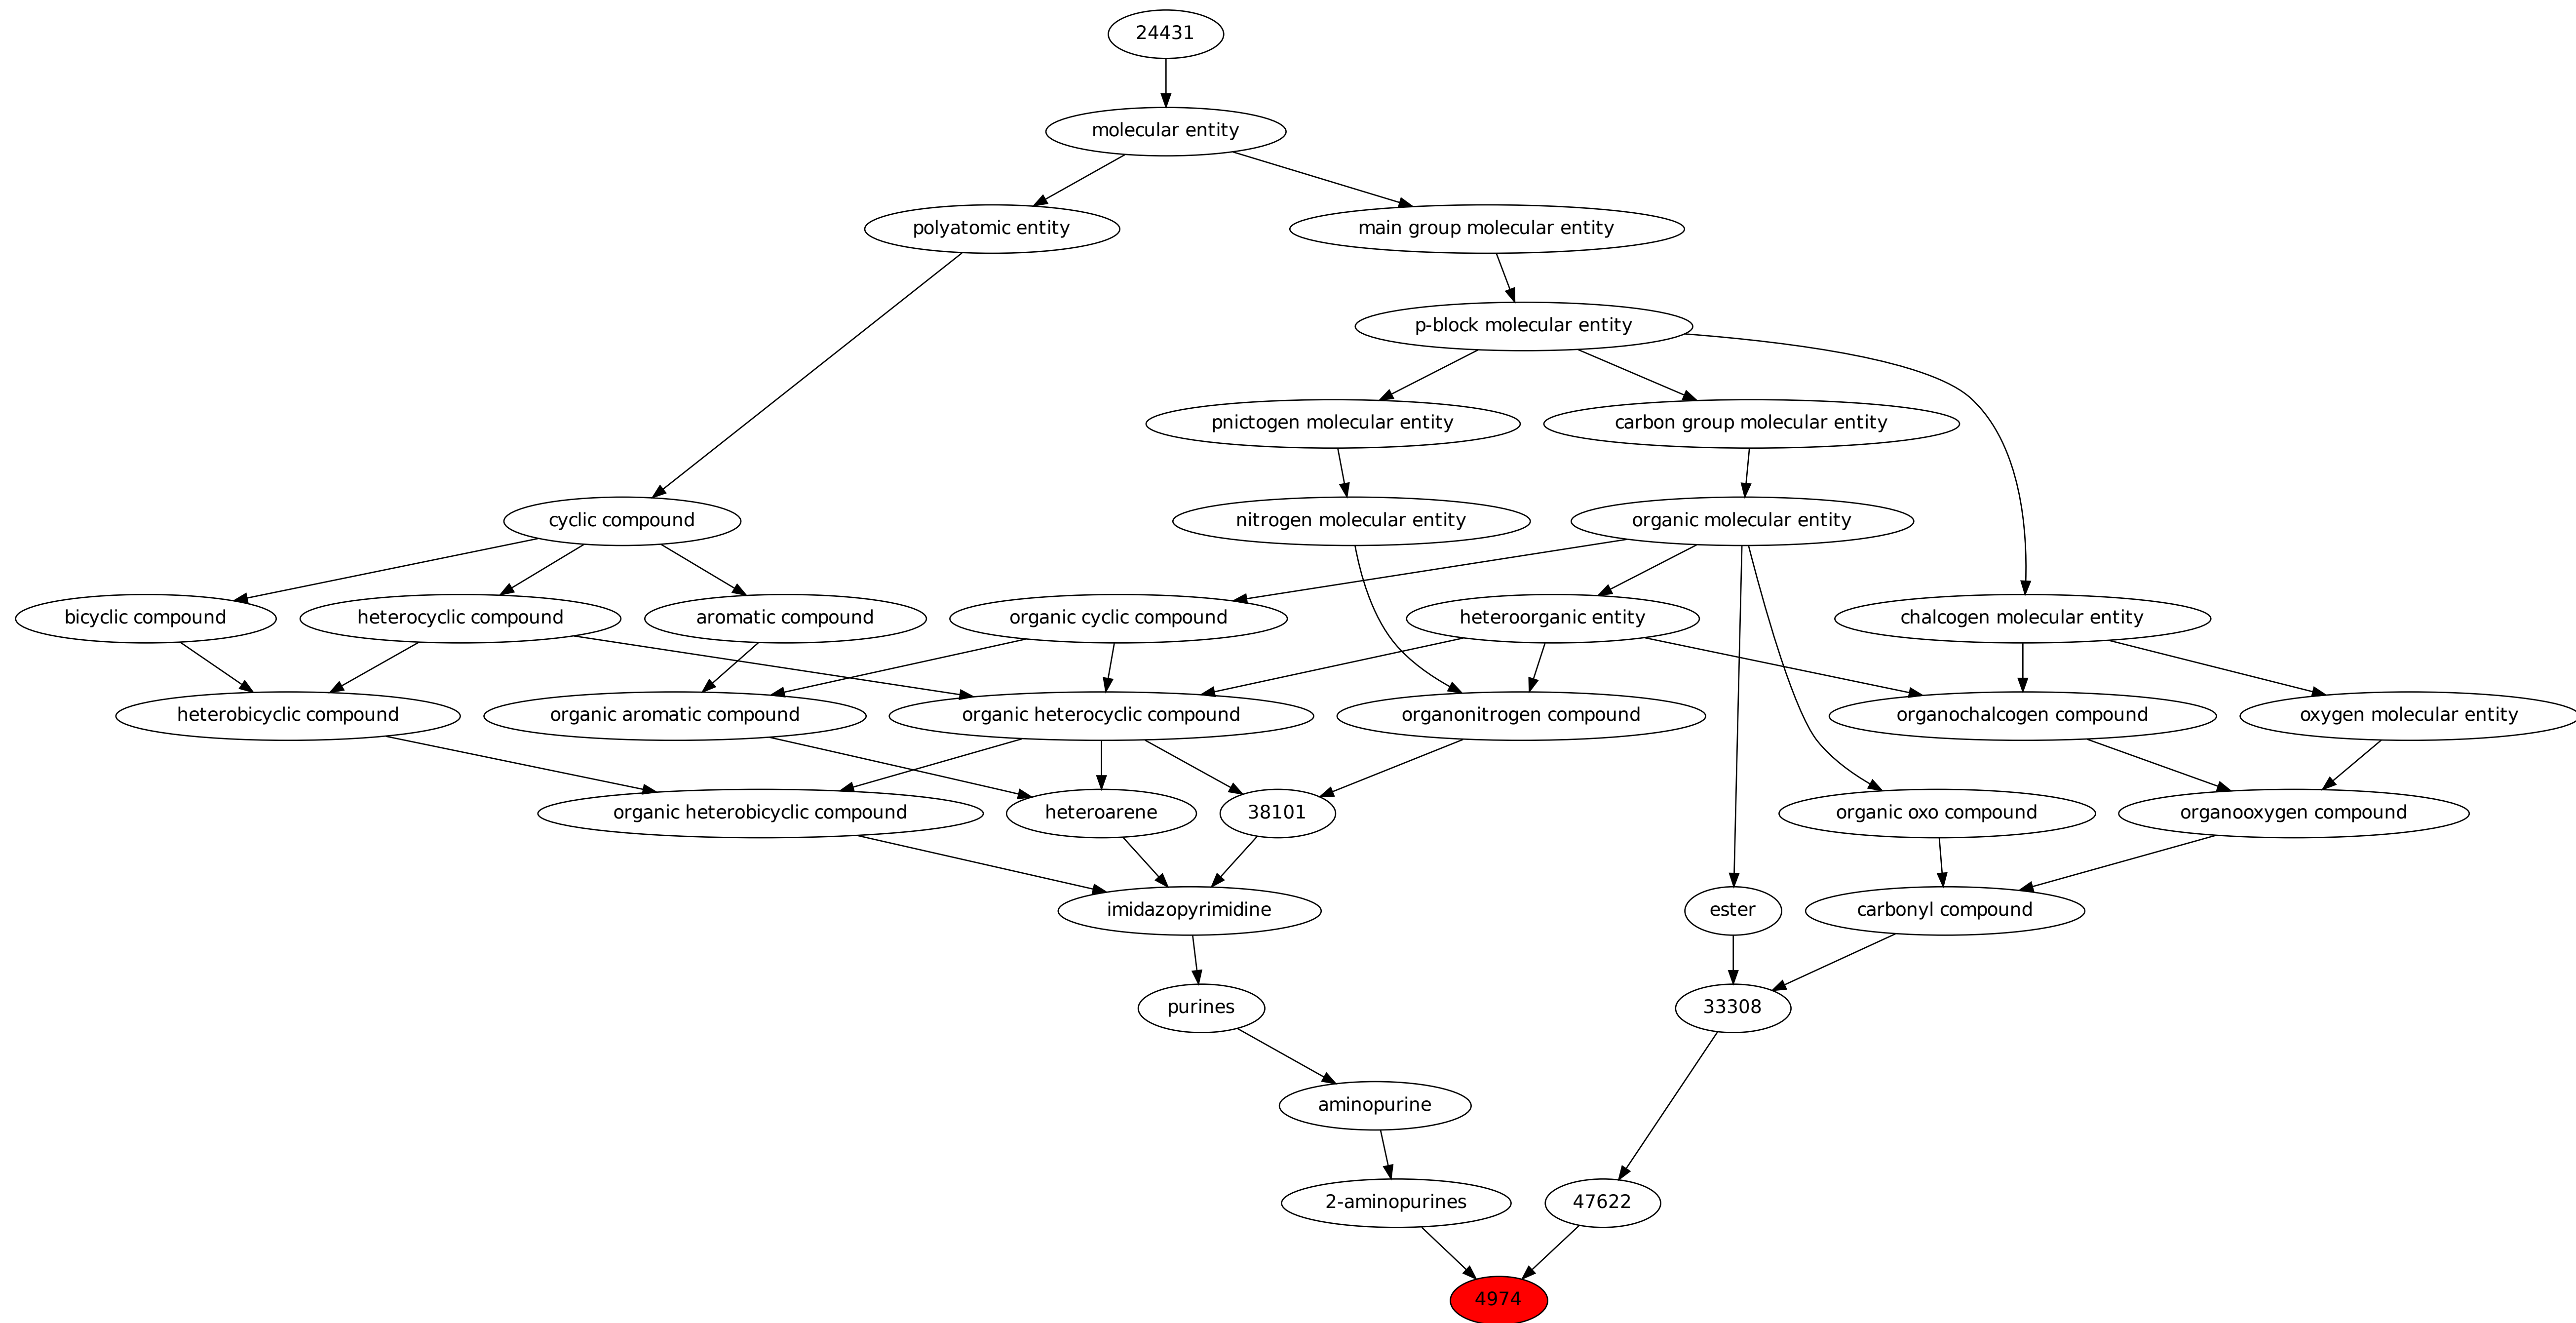 24431
molecular entity
polyatomic entity
main group molecular entity
p-block molecular entity
pnictogen molecular entity
carbon group molecular entity
cyclic compound
nitrogen molecular entity
organic molecular entity
bicyclic compound
heterocyclic compound
aromatic compound
organic cyclic compound
heteroorganic entity
chalcogen molecular entity
heterobicyclic compound
organic aromatic compound
organic heterocyclic compound
organonitrogen compound
organochalcogen compound
oxygen molecular entity
organic heterobicyclic compound
heteroarene
38101
organic oxo compound
organooxygen compound
imidazopyrimidine
ester
carbonyl compound
purines
33308
aminopurine
2-aminopurines
47622
4974